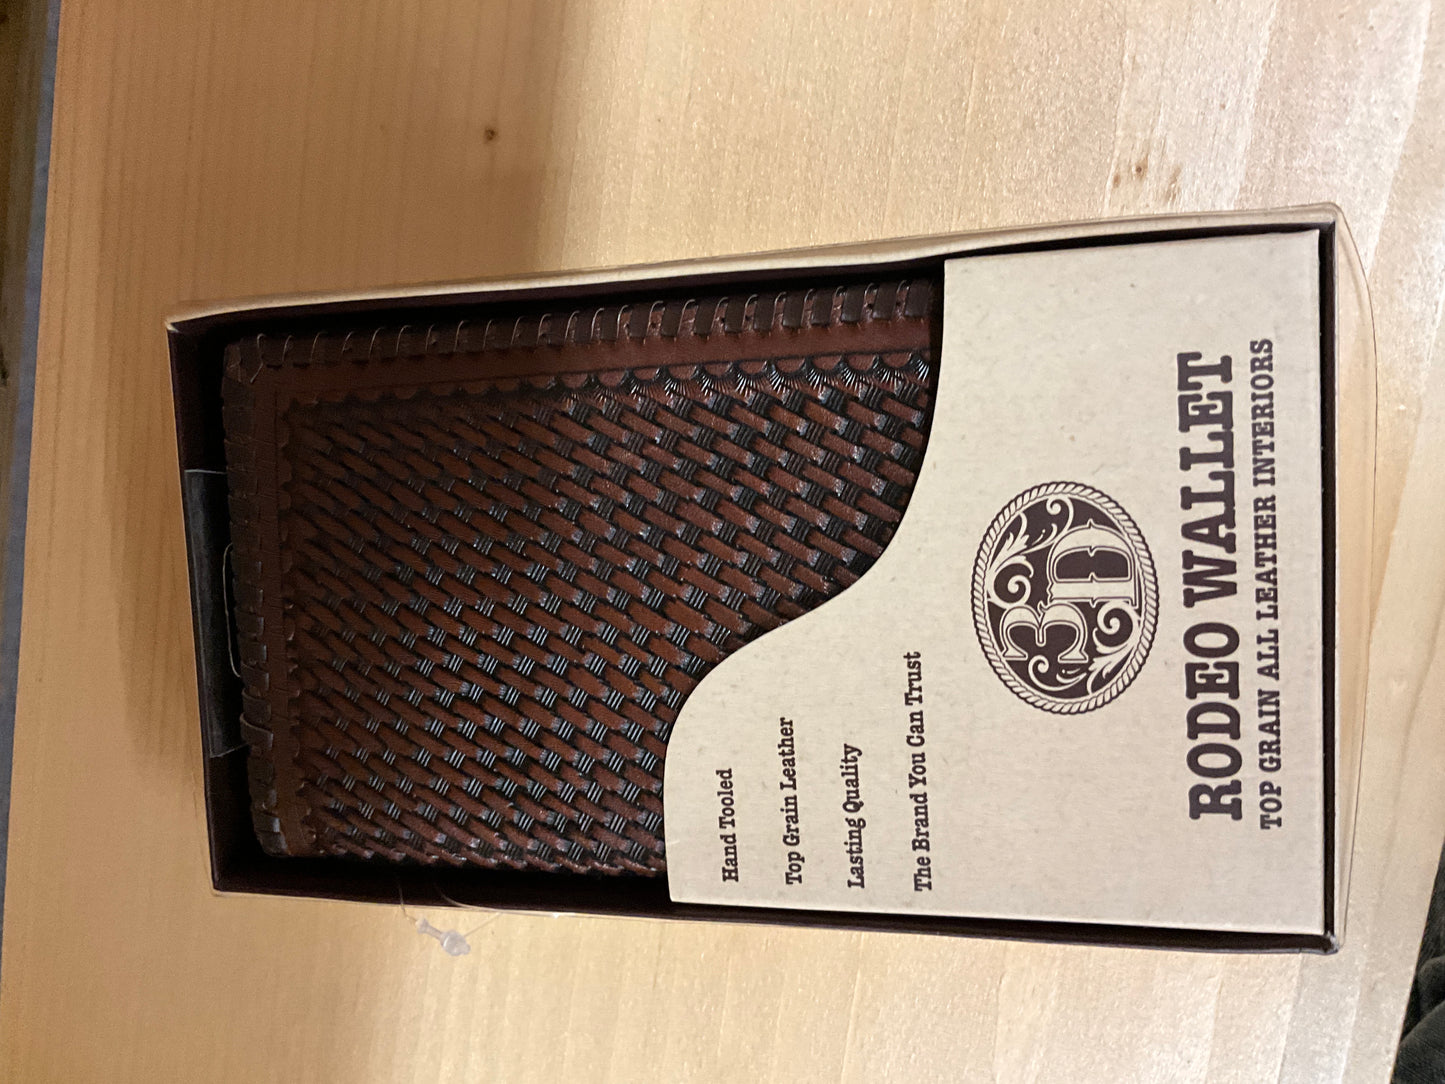 Hand Tooled
Top Grain Leather
Lasting Quality
The Brand You Can Trust
3D
RODEO WALLET
TOP GRAIN ALL LEATHER INTERIORS